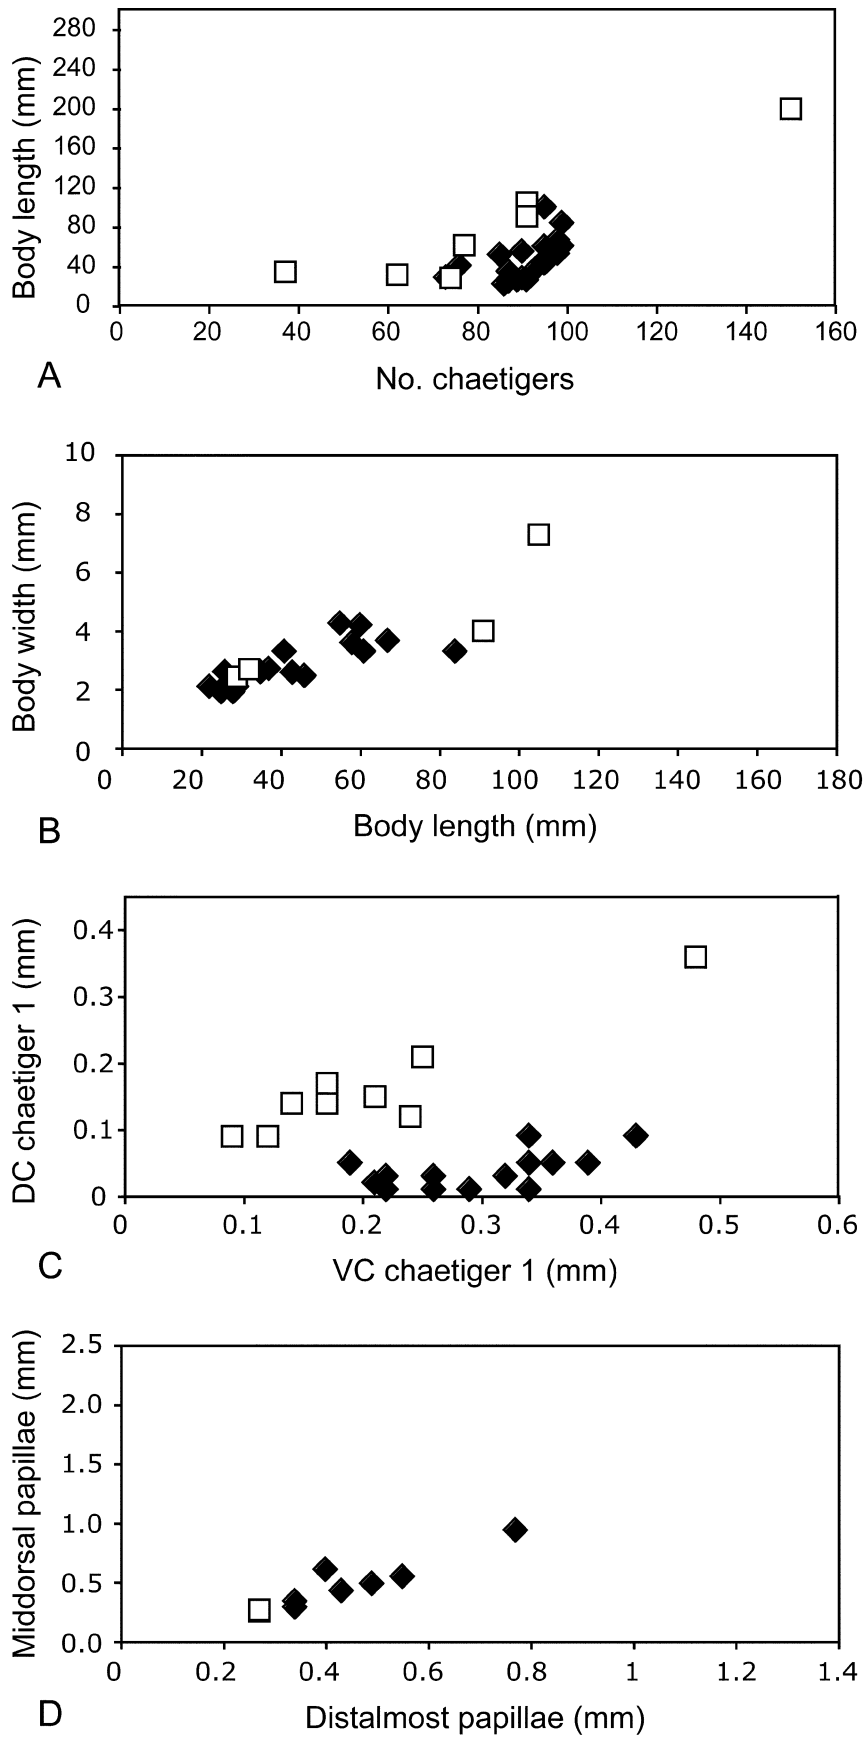 280
240
200
160
120
80
40
0
Body length (mm)
0 20 40 60 80 100 120 140 160
A
No. chaetigers
10
8
6
4
2
0
Body width (mm)
0 20 40 60 80 100 120 140 180
B
Body length (mm)
0.4
0.3
0.2
0.1
0
DC chaetiger 1 (mm)
0 0.1 0.2 0.3 0.4 0.5 0.6
C
VC chaetiger 1 (mm)
2.5
2.0
1.5
1.0
0.5
0.0
Middorsal papillae (mm)
0 0.2 0.4 0.6 0.8 1 1.2 1.4
D
Distalmost papillae (mm)